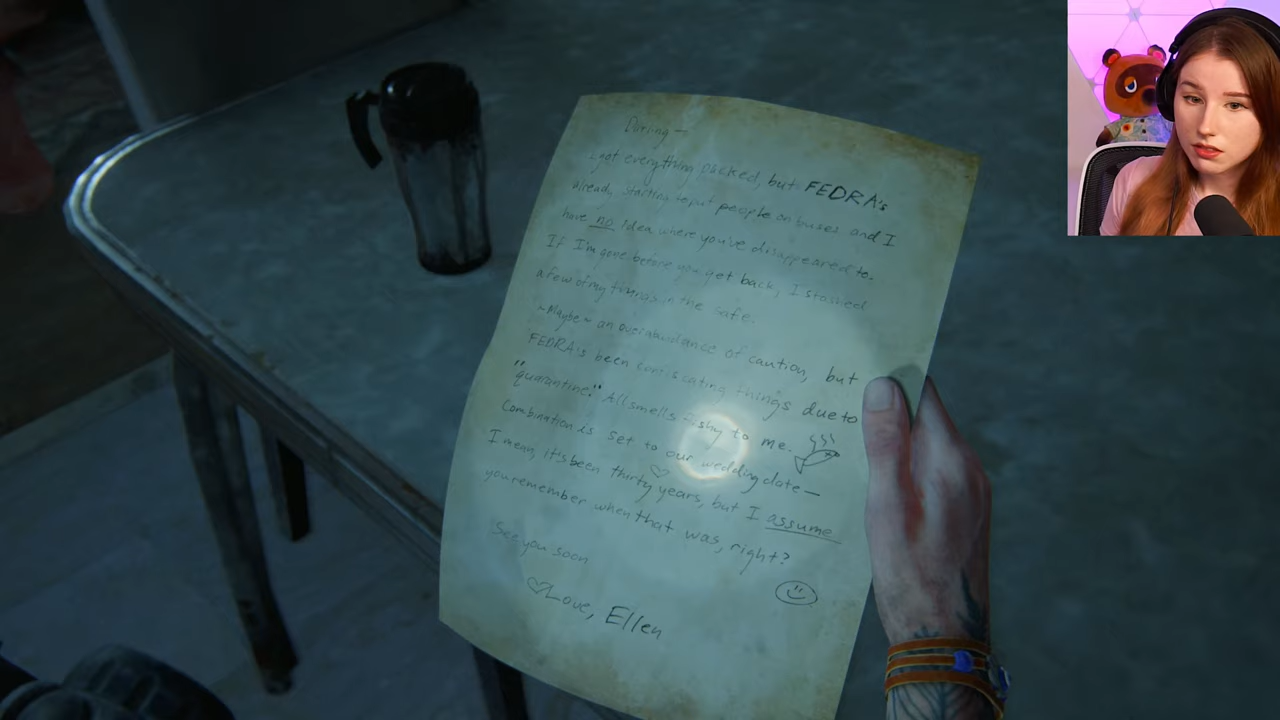 Darling —
-got everything packed, but FEDRA's
already starting to put people on buses and I
have no idea where you've disappeared to.
If I'm gone before you get back, I stashed
a few of my things in the safe.
~Maybe~ an overabundance of caution, but
FEDRA's been confiscating things due to
"quarantine." All smells fishy to me.
Combination is set to our wedding date—
I mean, it's been thirty years, but I assume
you remember when that was, right?
See you soon
Love, Ellen